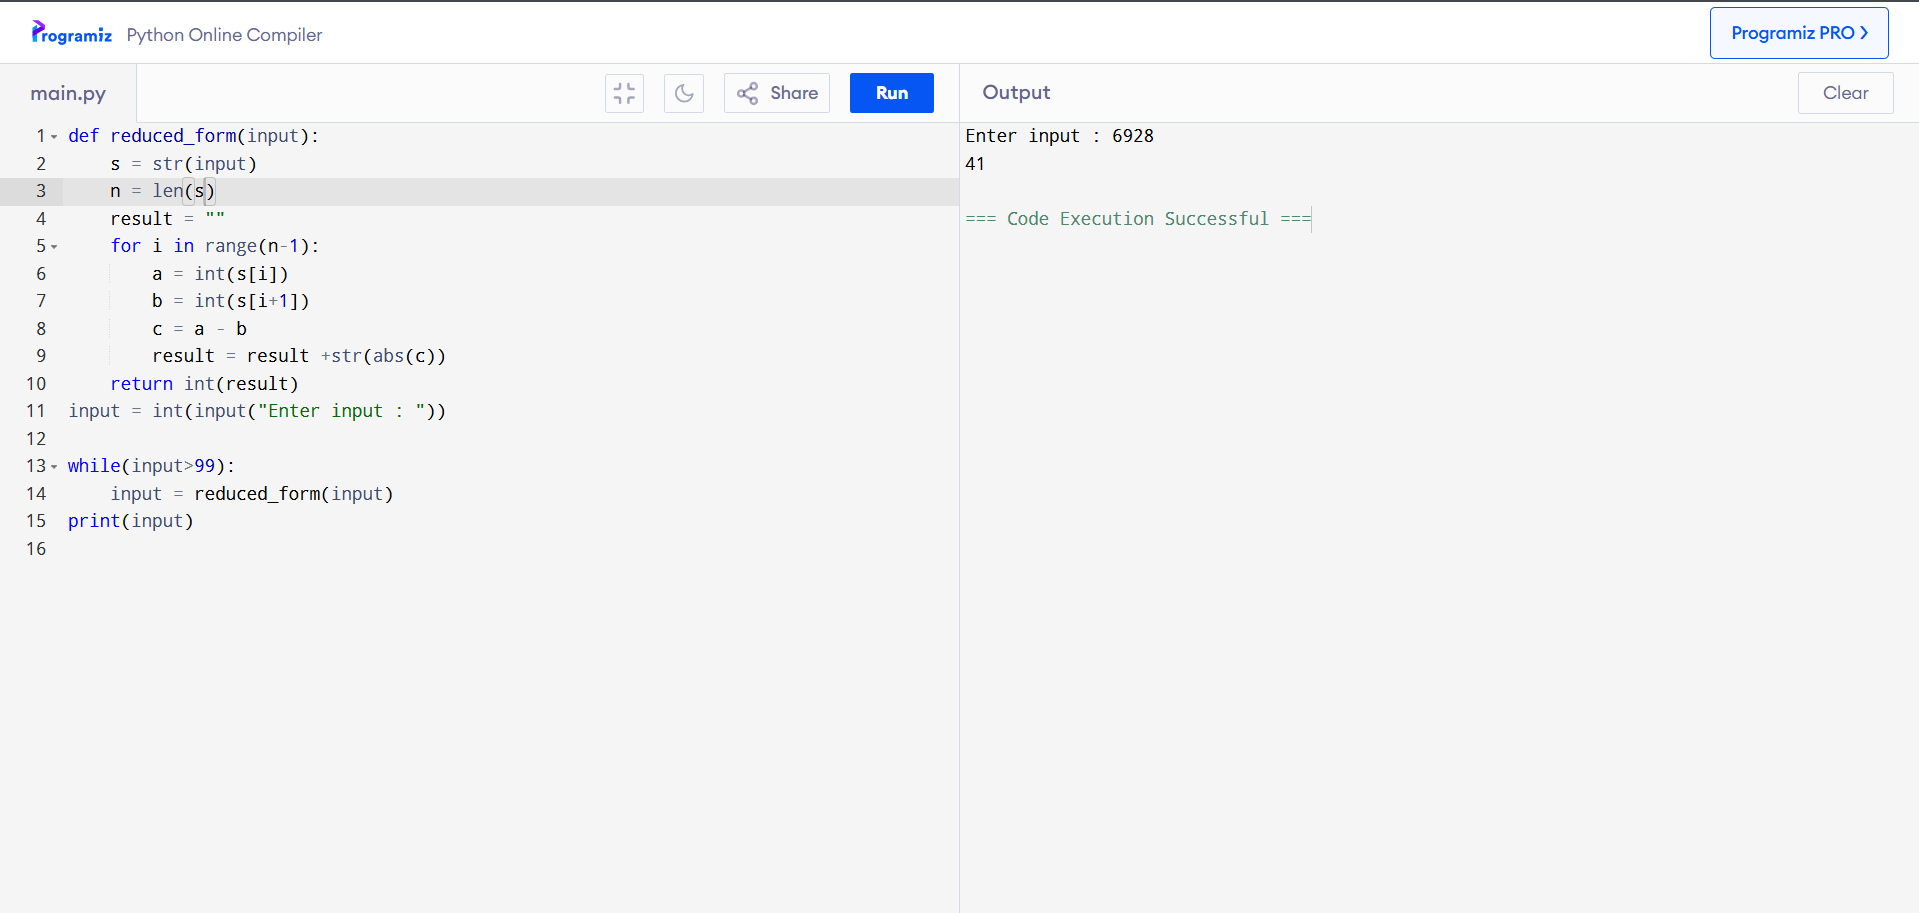 Programiz Python Online Compiler
Programiz PRO
main.py
Share
Run
Output
Clear
1 def reduced_form(input):
2     s = str(input)
3     n = len(s)
4     result = ""
5     for i in range(n-1):
6         a = int(s[i])
7         b = int(s[i+1])
8         c = a - b
9         result = result +str(abs(c))
10     return int(result)
11 input = int(input("Enter input : "))
12
13 while(input>99):
14     input = reduced_form(input)
15 print(input)
16
Enter input : 6928
41
=== Code Execution Successful ===